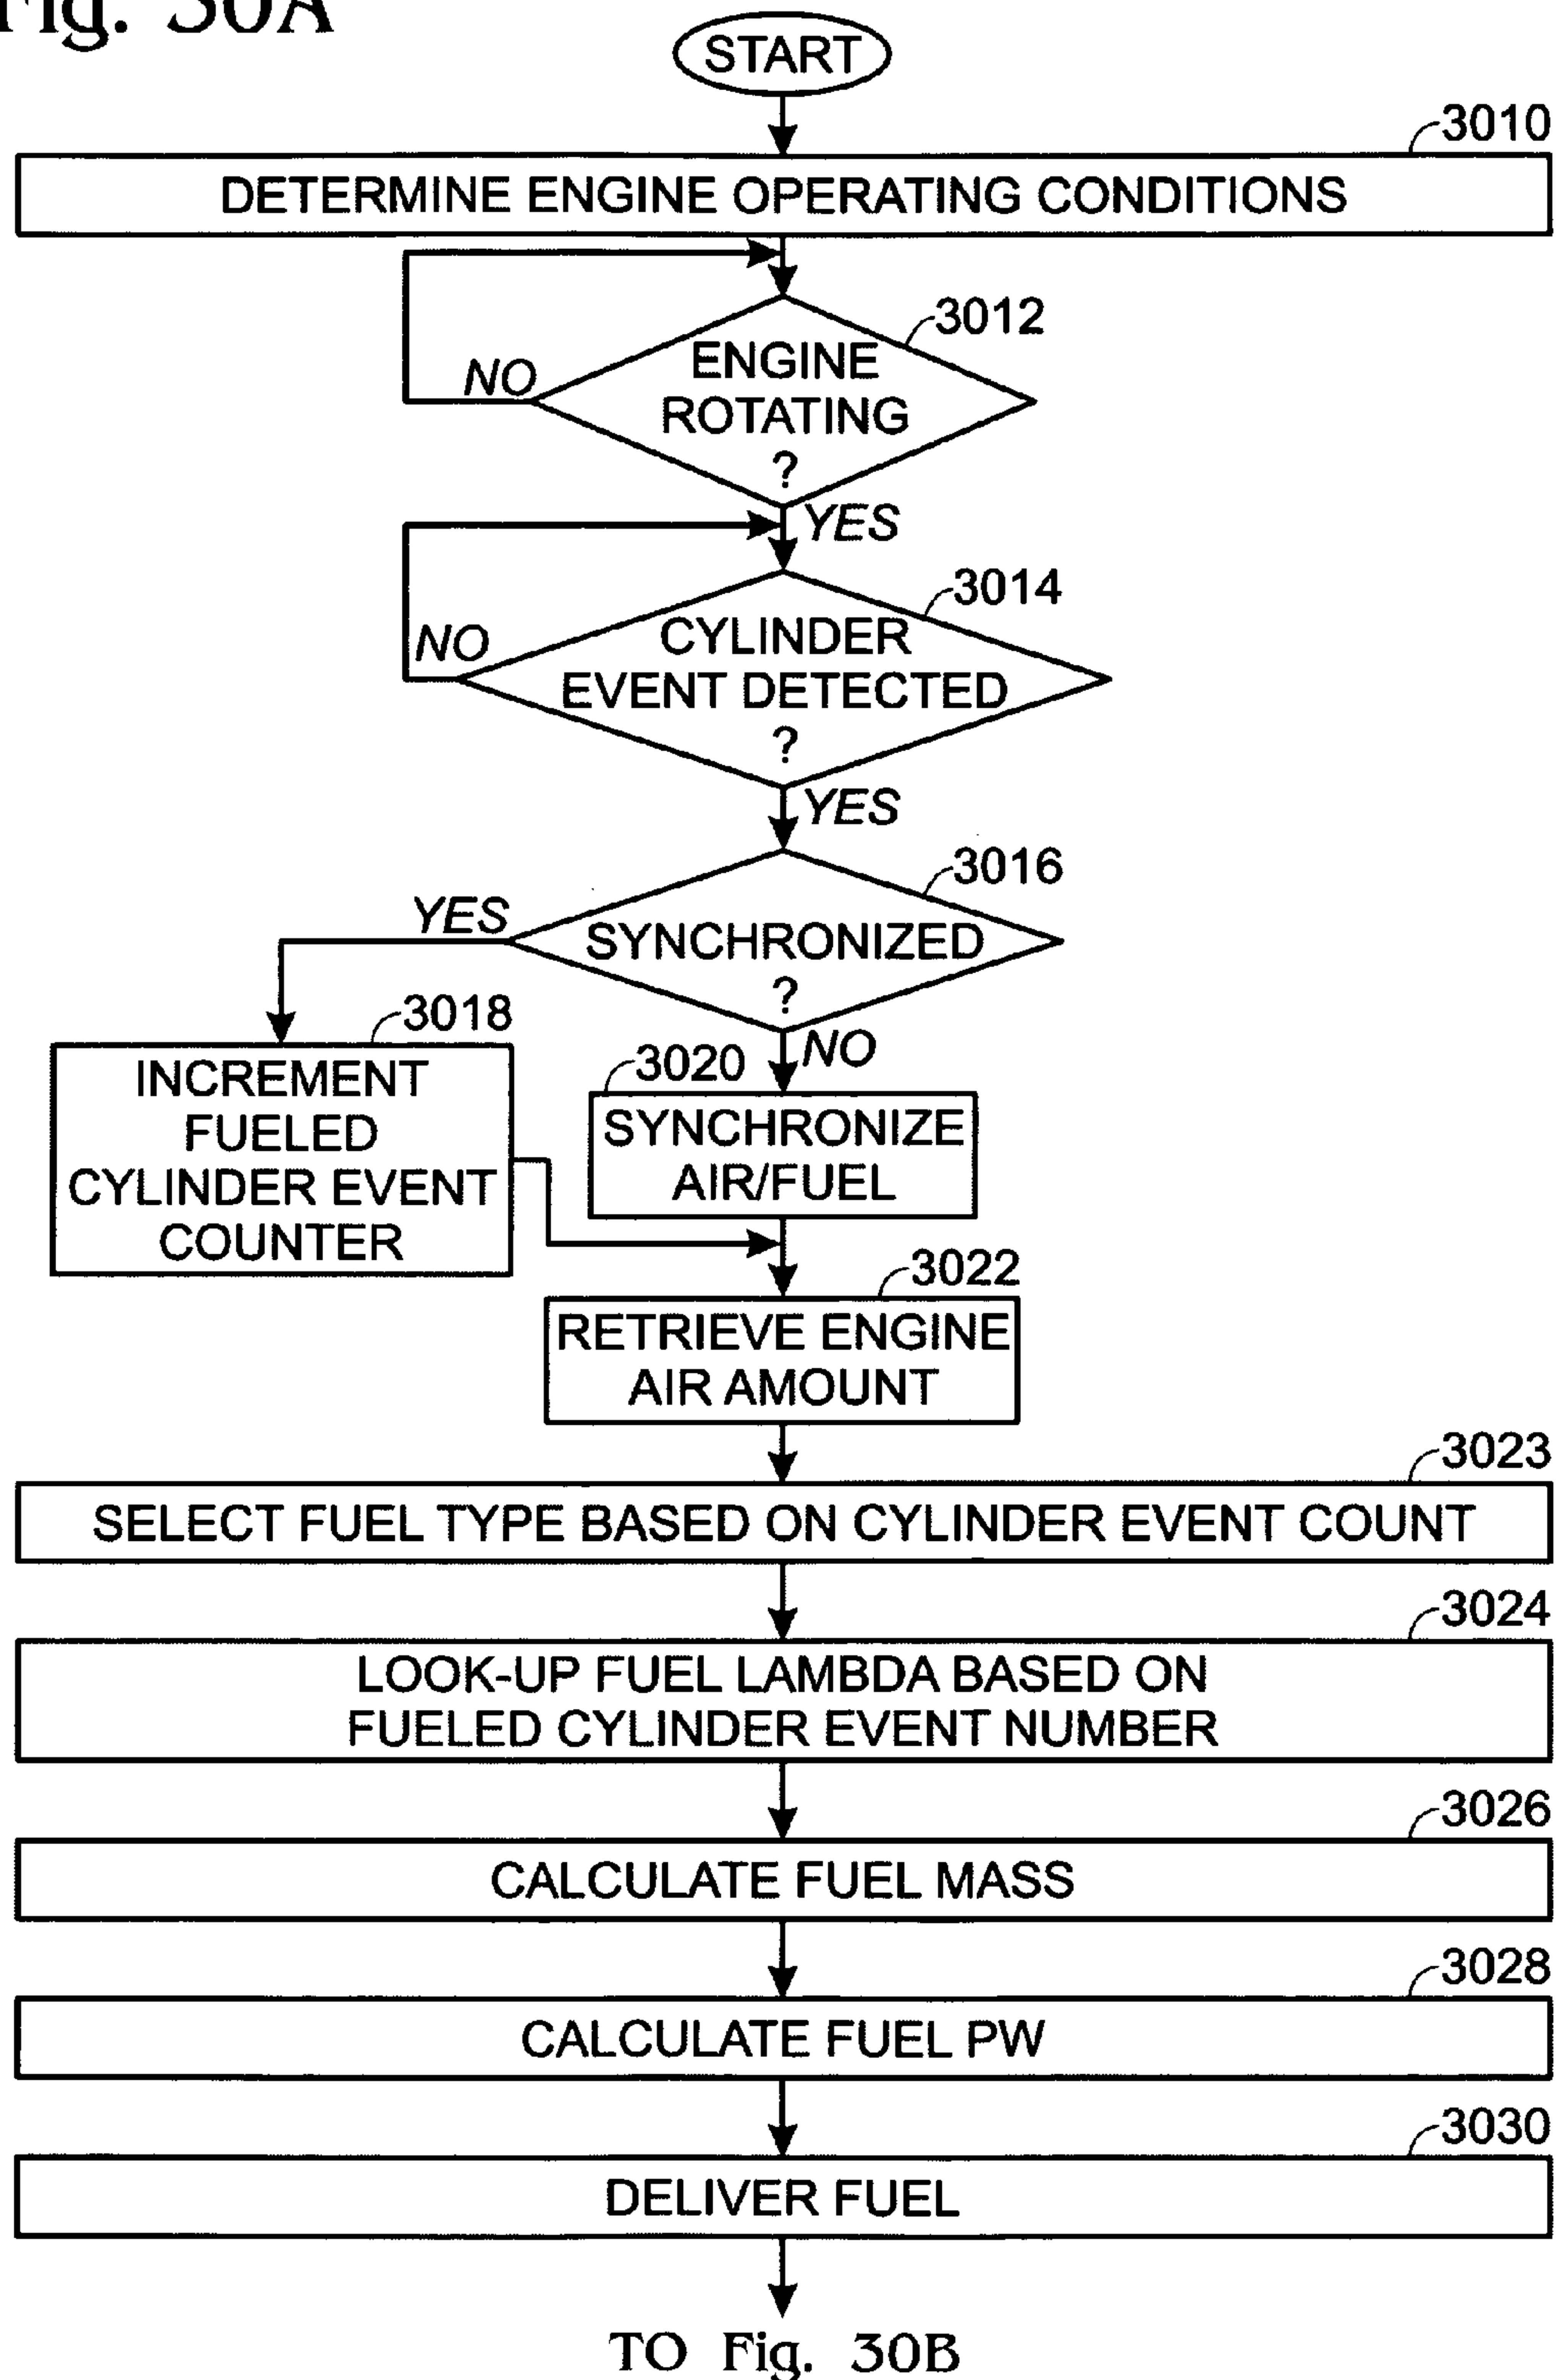 Fig. 30A
START
3010
DETERMINE ENGINE OPERATING CONDITIONS
3012
ENGINE
ROTATING
?
NO
YES
3014
CYLINDER
EVENT DETECTED
?
NO
YES
3016
SYNCHRONIZED
?
YES
NO
3018
INCREMENT
FUELED
CYLINDER EVENT
COUNTER
3020
SYNCHRONIZE
AIR/FUEL
3022
RETRIEVE ENGINE
AIR AMOUNT
3023
SELECT FUEL TYPE BASED ON CYLINDER EVENT COUNT
3024
LOOK-UP FUEL LAMBDA BASED ON
FUELED CYLINDER EVENT NUMBER
3026
CALCULATE FUEL MASS
3028
CALCULATE FUEL PW
3030
DELIVER FUEL
TO Fig. 30B